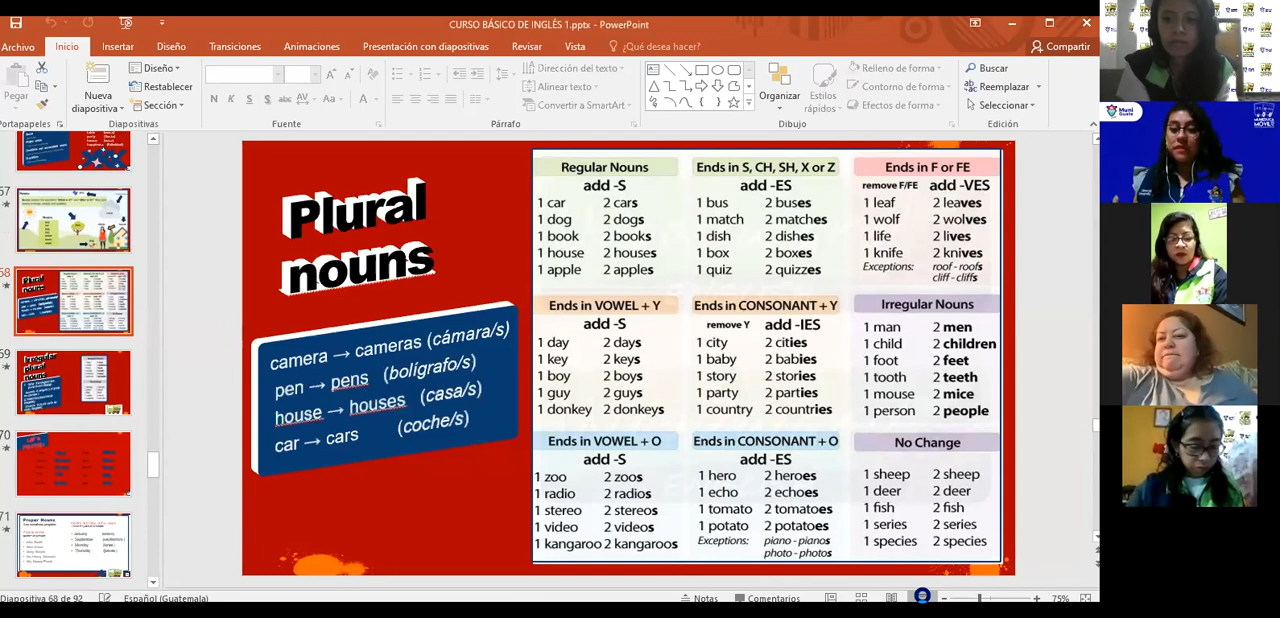 CURSO BÁSICO DE INGLÉS 1.pptx - PowerPoint
Archivo Inicio Insertar Diseño Transiciones Animaciones Presentación con diapositivas Revisar Vista ¿Qué desea hacer? Compartir
Pegar
Nueva diapositiva
Diseño
Restablecer
Sección
Dirección del texto
Alinear texto
Convertir a SmartArt
Organizar
Estilos rápidos
Relleno de forma
Contorno de forma
Efectos de forma
Buscar
Reemplazar
Seleccionar
Portapapeles Diapositivas Fuente Párrafo Dibujo Edición
57
58
59
70
71
Plural
nouns
camera → cameras (cámara/s)
pen → pens (bolígrafo/s)
house → houses (casa/s)
car → cars (coche/s)
Regular Nouns
add -S
1 car 2 cars
1 dog 2 dogs
1 book 2 books
1 house 2 houses
1 apple 2 apples
Ends in S, CH, SH, X or Z
add -ES
1 bus 2 buses
1 match 2 matches
1 dish 2 dishes
1 box 2 boxes
1 quiz 2 quizzes
Ends in F or FE
remove F/FE add -VES
1 leaf 2 leaves
1 wolf 2 wolves
1 life 2 lives
1 knife 2 knives
Exceptions: roof - roofs
cliff - cliffs
Ends in VOWEL + Y
add -S
1 day 2 days
1 key 2 keys
1 boy 2 boys
1 guy 2 guys
1 donkey 2 donkeys
Ends in CONSONANT + Y
remove Y add -IES
1 city 2 cities
1 baby 2 babies
1 story 2 stories
1 party 2 parties
1 country 2 countries
Irregular Nouns
1 man 2 men
1 child 2 children
1 foot 2 feet
1 tooth 2 teeth
1 mouse 2 mice
1 person 2 people
Ends in VOWEL + O
add -S
1 zoo 2 zoos
1 radio 2 radios
1 stereo 2 stereos
1 video 2 videos
1 kangaroo 2 kangaroos
Ends in CONSONANT + O
add -ES
1 hero 2 heroes
1 echo 2 echoes
1 tomato 2 tomatoes
1 potato 2 potatoes
Exceptions: piano - pianos
photo - photos
No Change
1 sheep 2 sheep
1 deer 2 deer
1 fish 2 fish
1 series 2 series
1 species 2 species
Diapositiva 68 de 92 Español (Guatemala) Notas Comentarios 75%